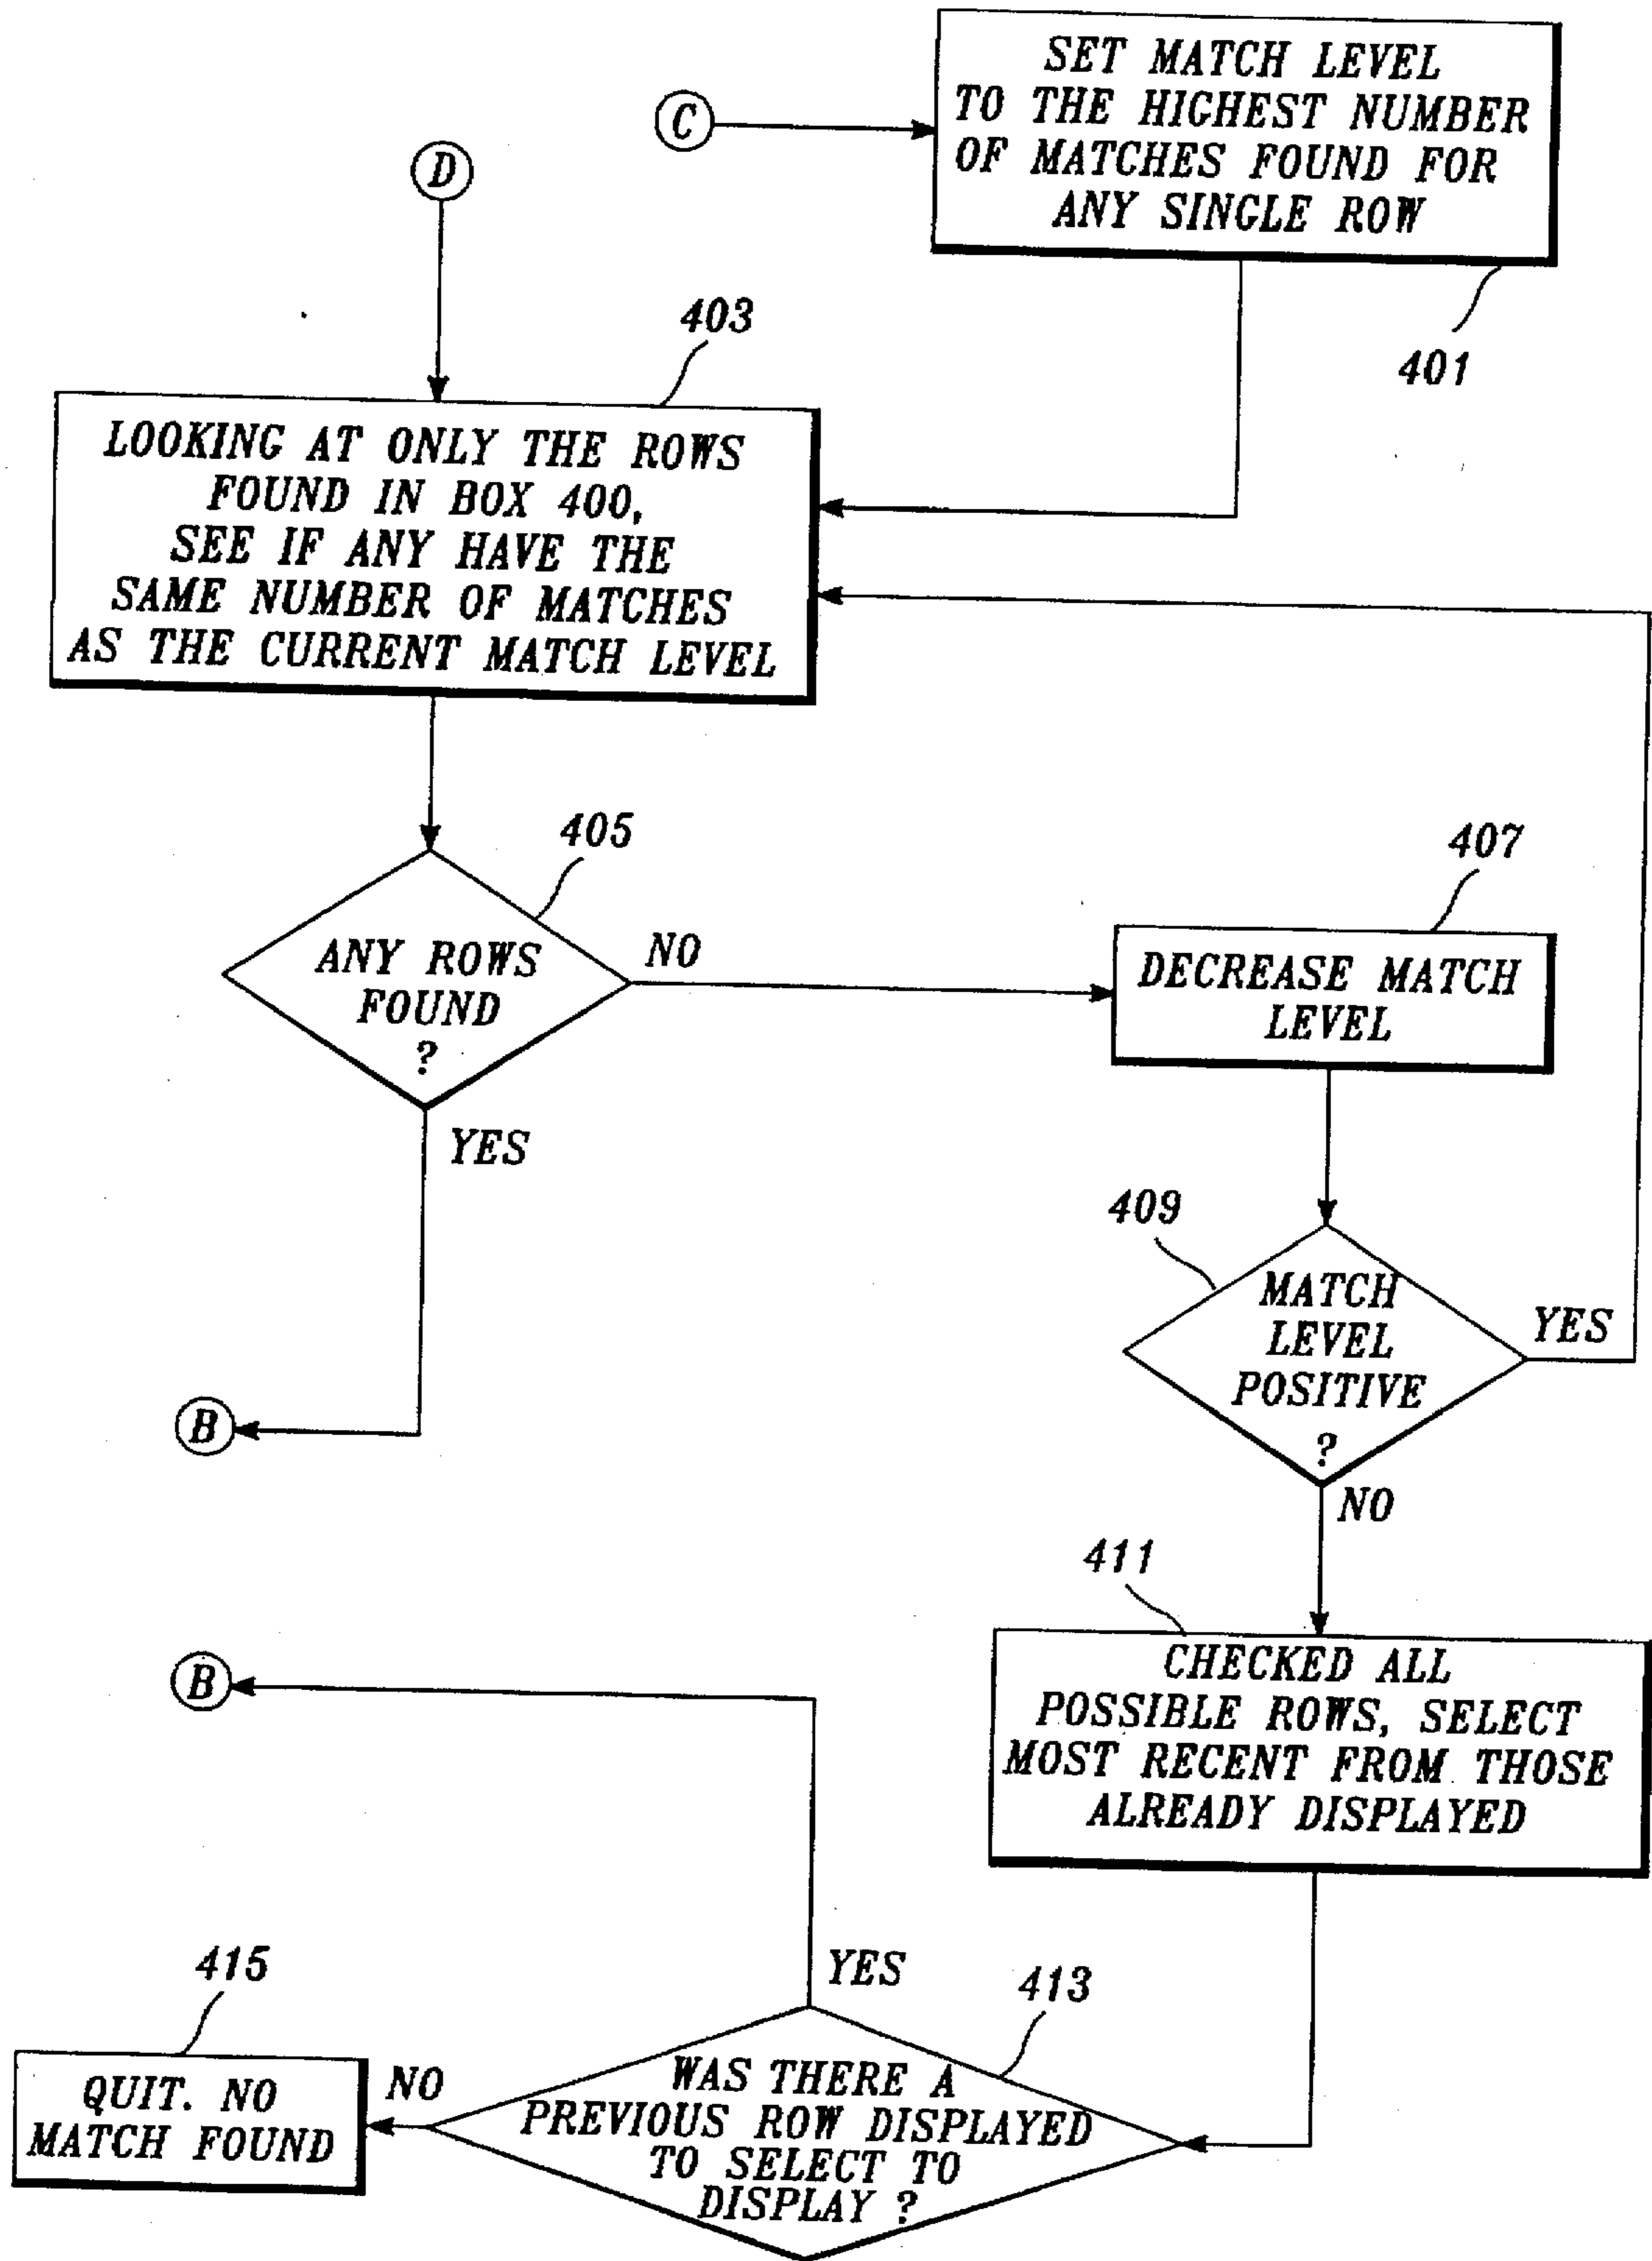 SET MATCH LEVEL
TO THE HIGHEST NUMBER
OF MATCHES FOUND FOR
ANY SINGLE ROW
C
D
401
403
LOOKING AT ONLY THE ROWS
FOUND IN BOX 400,
SEE IF ANY HAVE THE
SAME NUMBER OF MATCHES
AS THE CURRENT MATCH LEVEL
405
ANY ROWS
FOUND
?
NO
YES
407
DECREASE MATCH
LEVEL
409
MATCH
LEVEL
POSITIVE
?
YES
NO
B
411
CHECKED ALL
POSSIBLE ROWS, SELECT
MOST RECENT FROM THOSE
ALREADY DISPLAYED
B
YES
413
WAS THERE A
PREVIOUS ROW DISPLAYED
TO SELECT TO
DISPLAY ?
NO
415
QUIT. NO
MATCH FOUND